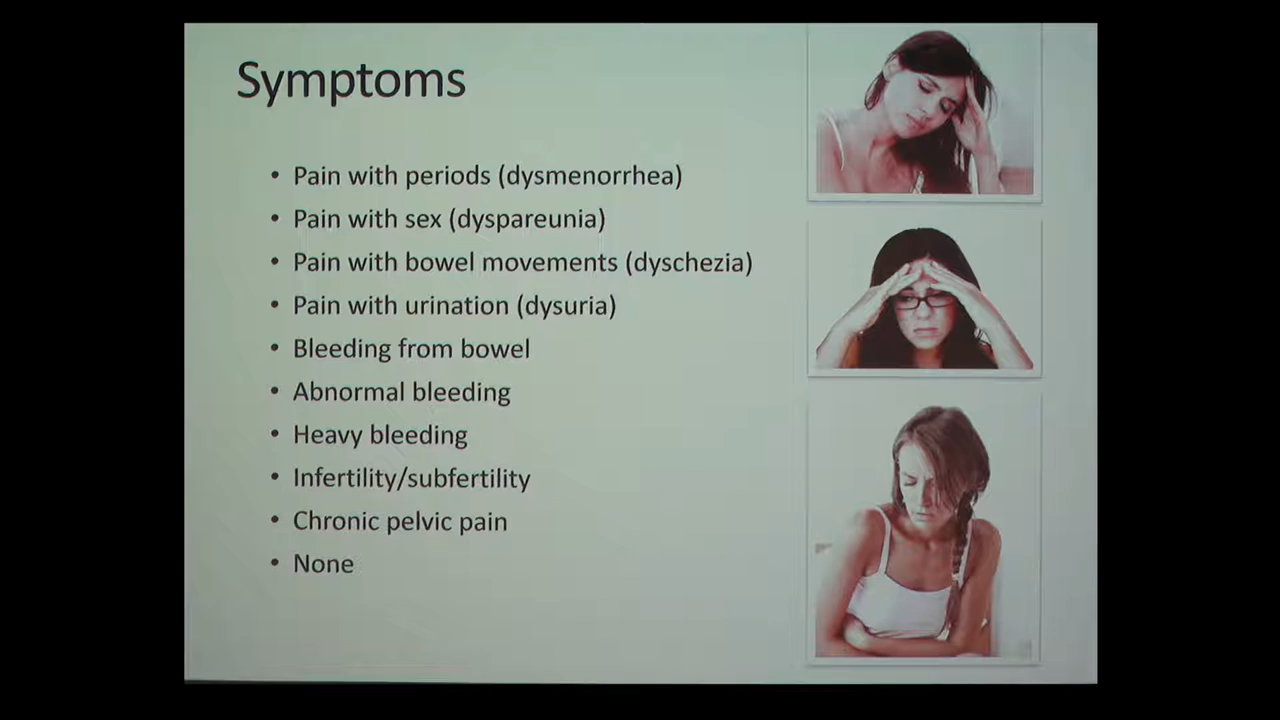 Symptoms
• Pain with periods (dysmenorrhea)
• Pain with sex (dyspareunia)
• Pain with bowel movements (dyschezia)
• Pain with urination (dysuria)
• Bleeding from bowel
• Abnormal bleeding
• Heavy bleeding
• Infertility/subfertility
• Chronic pelvic pain
• None